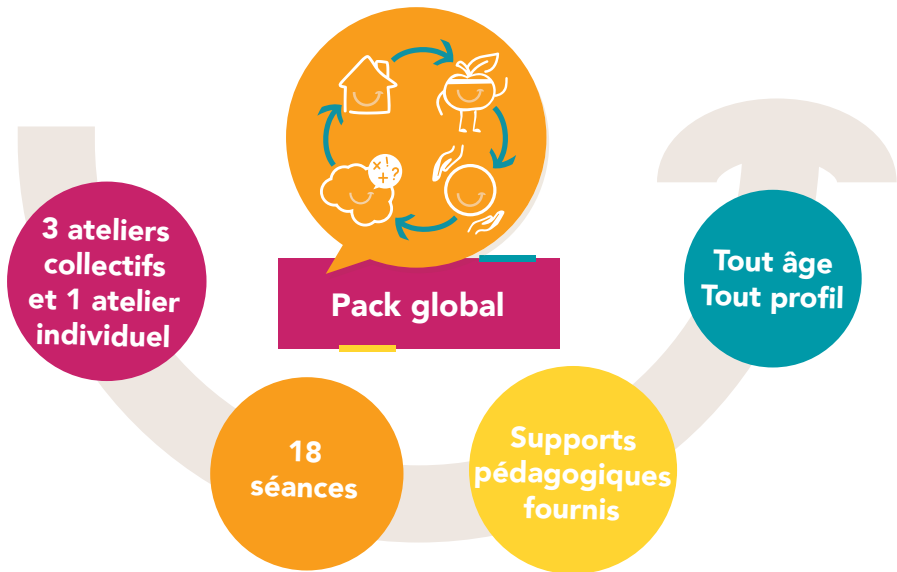 x!
+?
Pack global
3 ateliers
collectifs
et 1 atelier
individuel
18
séances
Supports
pédagogiques
fournis
Tout âge
Tout profil